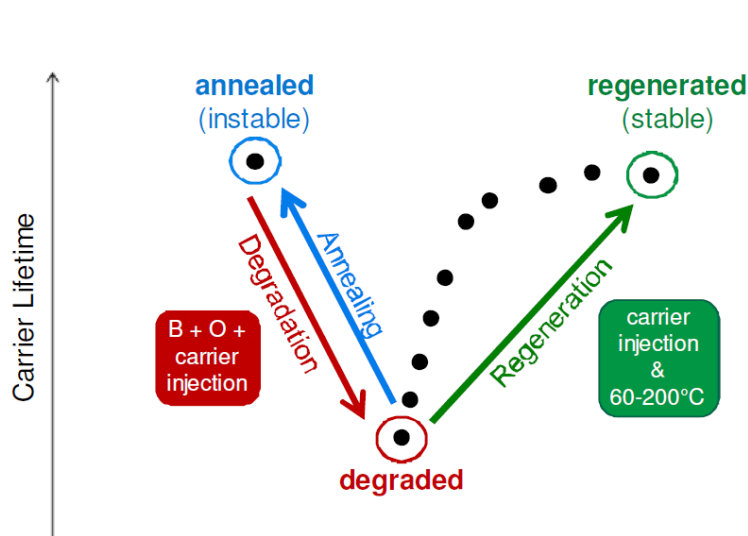 annealed
(instable)
regenerated
(stable)
Carrier Lifetime
Degradation
Annealing
Regeneration
B + O +
carrier
injection
carrier
injection
&
60-200°C
degraded